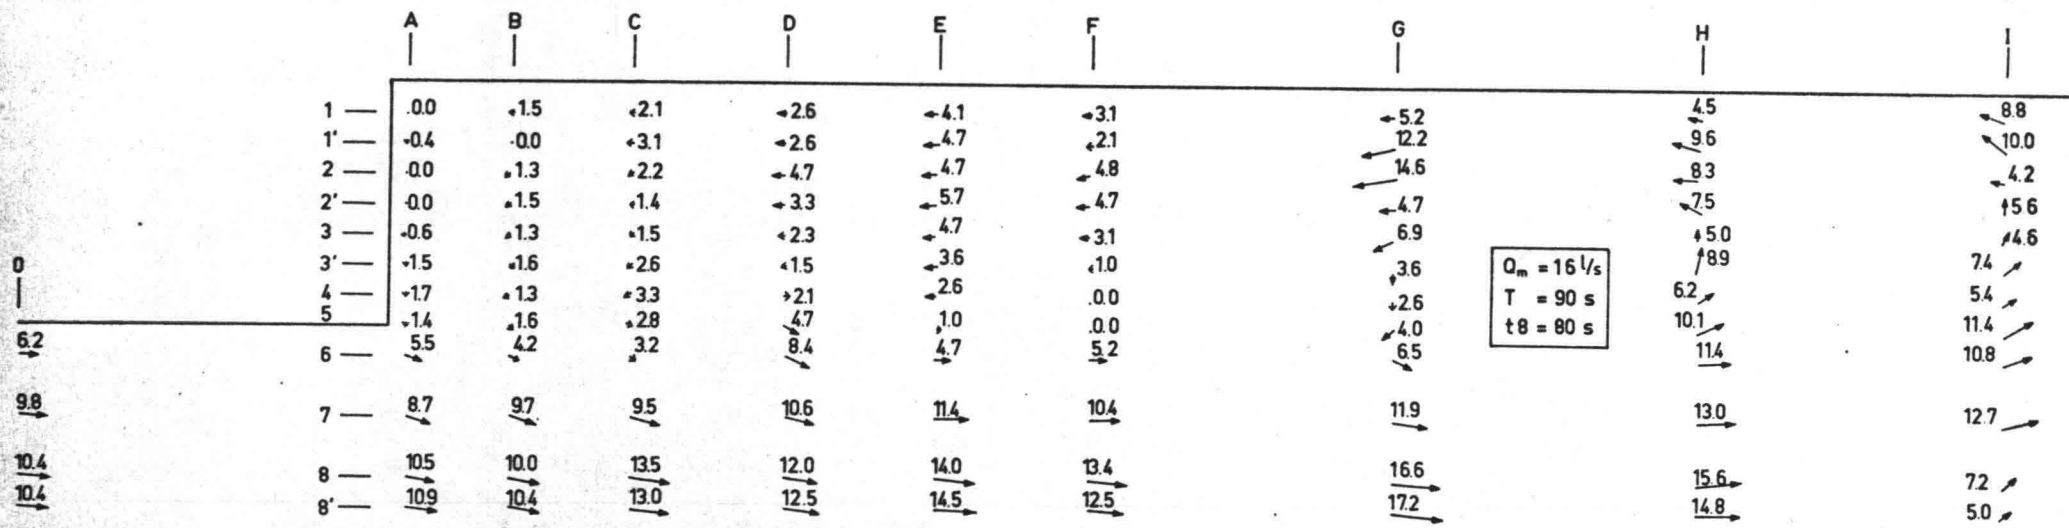 A B C D E F G H I
1 0.0 1.5 2.1 2.6 4.1 3.1 5.2 4.5 8.8
1' 0.4 0.0 3.1 2.6 4.7 2.1 12.2 9.6 10.0
2 0.0 1.3 2.2 4.7 4.7 4.8 14.6 8.3 4.2
2' 0.0 1.5 1.4 3.3 5.7 4.7 4.7 7.5 5.6
3 0.6 1.3 1.5 2.3 4.7 3.1 6.9 5.0 4.6
0 3' 1.5 1.6 2.6 1.5 3.6 1.0 3.6 8.9 7.4
4 1.7 1.3 3.3 2.1 2.6 0.0 2.6 6.2 5.4
5 1.4 1.6 2.8 4.7 1.0 0.0 4.0 10.1 11.4
6.2 6 5.5 4.2 3.2 8.4 4.7 5.2 6.5 11.4 10.8
9.8 7 8.7 9.7 9.5 10.6 11.4 10.4 11.9 13.0 12.7
10.4 8 10.5 10.0 13.5 12.0 14.0 13.4 16.6 15.6 7.2
10.4 8' 10.9 10.4 13.0 12.5 14.5 12.5 17.2 14.8 5.0
Qm = 16 l/s
T = 90 s
t8 = 80 s